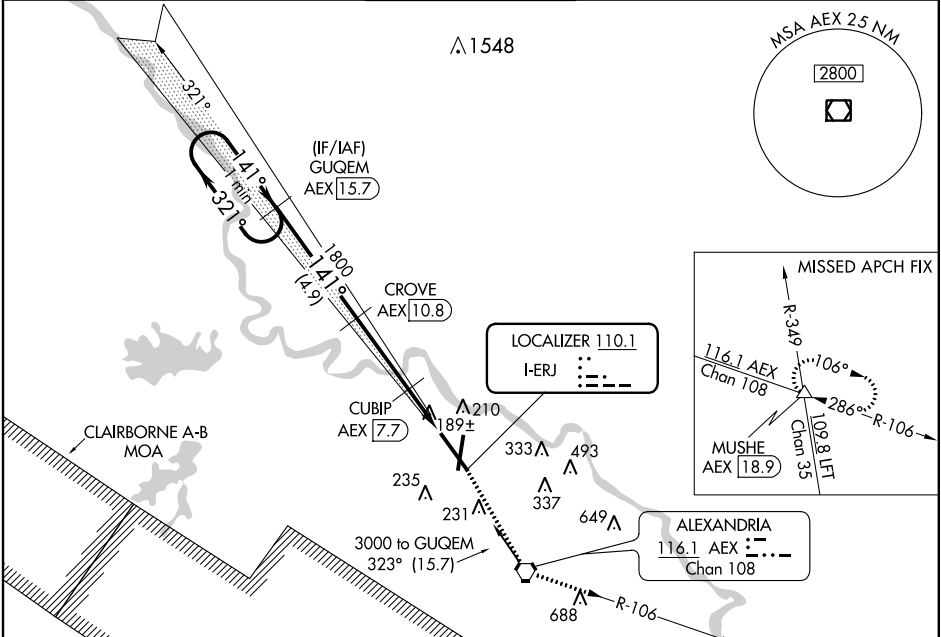 1548
MSA AEX 25 NM
2800
321°
141°
1 min
321°
(IF/IAF)
GUQEM
AEX 15.7
1800
141°
(4.9)
CROVE
AEX 10.8
LOCALIZER 110.1
I-ERJ
CUBIP
AEX 7.7
210
189±
333
493
337
235
231
649
CLAIRBORNE A-B
MOA
3000 to GUQEM
323° (15.7)
ALEXANDRIA
116.1 AEX
Chan 108
688
R-106
MISSED APCH FIX
R-349
116.1 AEX
Chan 108
106°
286°
R-106
MUSHE
AEX 18.9
109.8 LFT
Chan 35